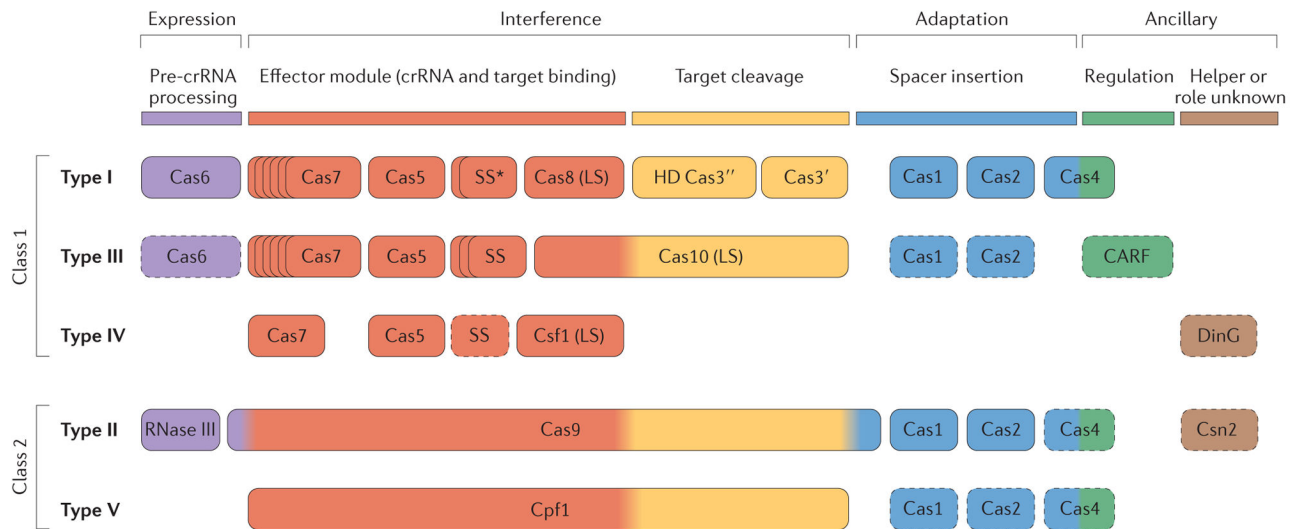 Expression Interference Adaptation Ancillary
Pre-crRNA processing Effector module (crRNA and target binding) Target cleavage Spacer insertion Regulation Helper or role unknown
Class 1
Type I Cas6 Cas7 Cas5 SS* Cas8 (LS) HD Cas3′′ Cas3′ Cas1 Cas2 Cas4
Type III Cas6 Cas7 Cas5 SS Cas10 (LS) Cas1 Cas2 CARF
Type IV Cas7 Cas5 SS Csf1 (LS) DinG
Class 2
Type II RNase III Cas9 Cas1 Cas2 Cas4 Csn2
Type V Cpf1 Cas1 Cas2 Cas4